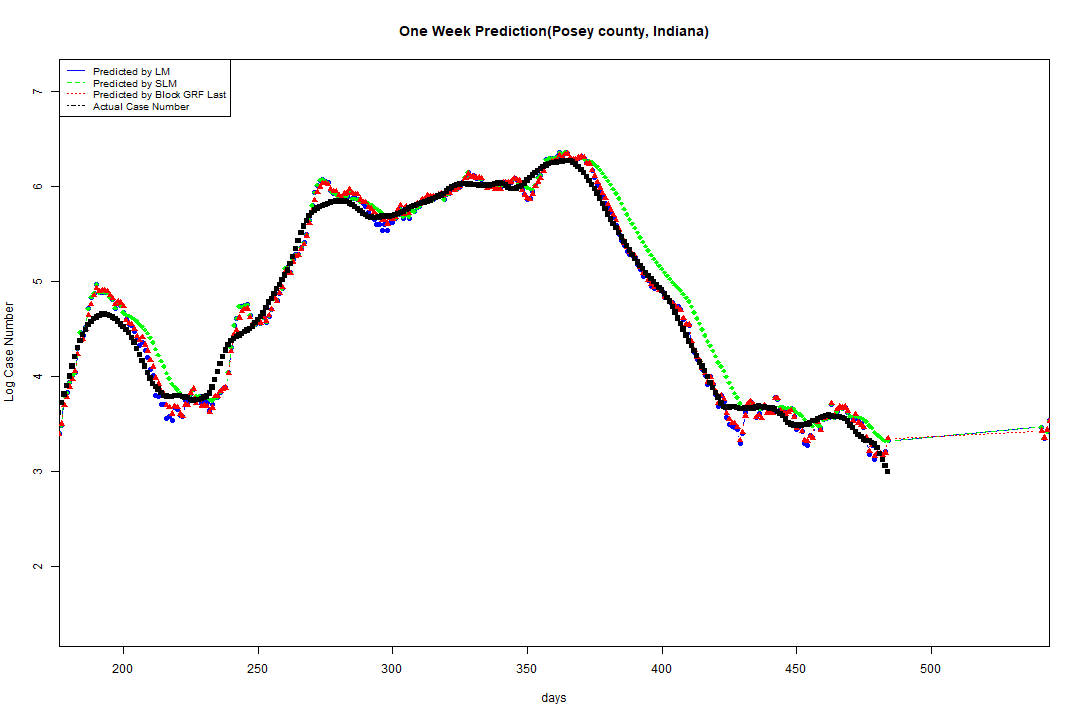 One Week Prediction(Posey county, Indiana)
Predicted by LM
Predicted by SLM
Predicted by Block GRF Last
Actual Case Number
7
6
5
4
3
2
Log Case Number
200 250 300 350 400 450 500
days